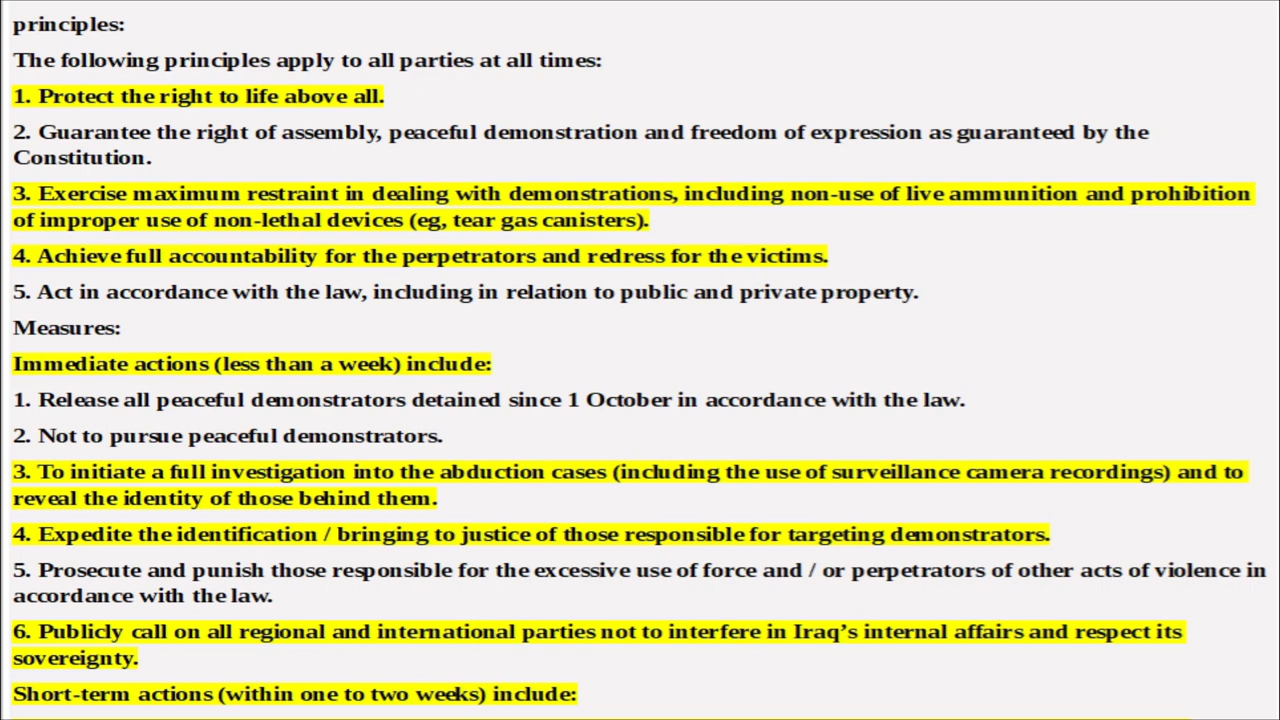 principles:
The following principles apply to all parties at all times:
1. Protect the right to life above all.
2. Guarantee the right of assembly, peaceful demonstration and freedom of expression as guaranteed by the
Constitution.
3. Exercise maximum restraint in dealing with demonstrations, including non-use of live ammunition and prohibition
of improper use of non-lethal devices (eg, tear gas canisters).
4. Achieve full accountability for the perpetrators and redress for the victims.
5. Act in accordance with the law, including in relation to public and private property.
Measures:
Immediate actions (less than a week) include:
1. Release all peaceful demonstrators detained since 1 October in accordance with the law.
2. Not to pursue peaceful demonstrators.
3. To initiate a full investigation into the abduction cases (including the use of surveillance camera recordings) and to
reveal the identity of those behind them.
4. Expedite the identification / bringing to justice of those responsible for targeting demonstrators.
5. Prosecute and punish those responsible for the excessive use of force and / or perpetrators of other acts of violence in
accordance with the law.
6. Publicly call on all regional and international parties not to interfere in Iraq’s internal affairs and respect its
sovereignty.
Short-term actions (within one to two weeks) include: